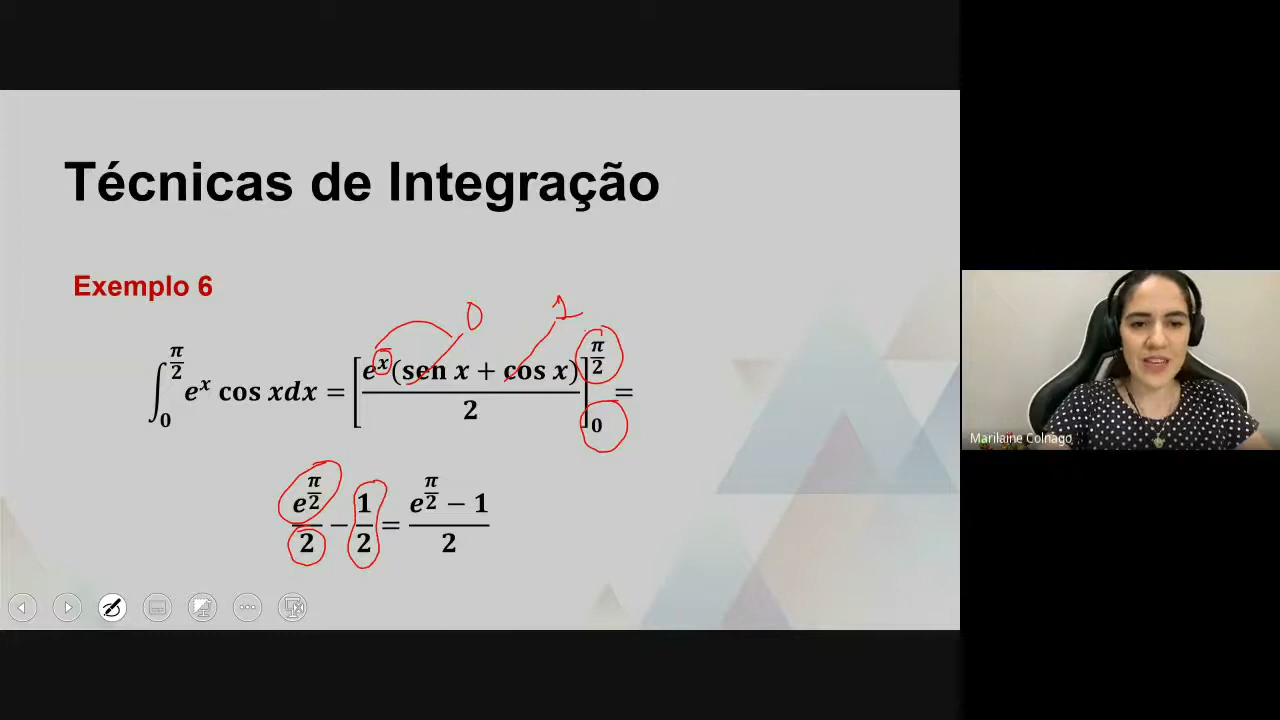 Técnicas de Integração
Exemplo 6
0 1
∫₀^(π/2) eˣ cos xdx = [eˣ(sen x + cos x)/2]₀^(π/2) =
e^(π/2)/2 − 1/2 = (e^(π/2) − 1)/2
Marilaine Colnago